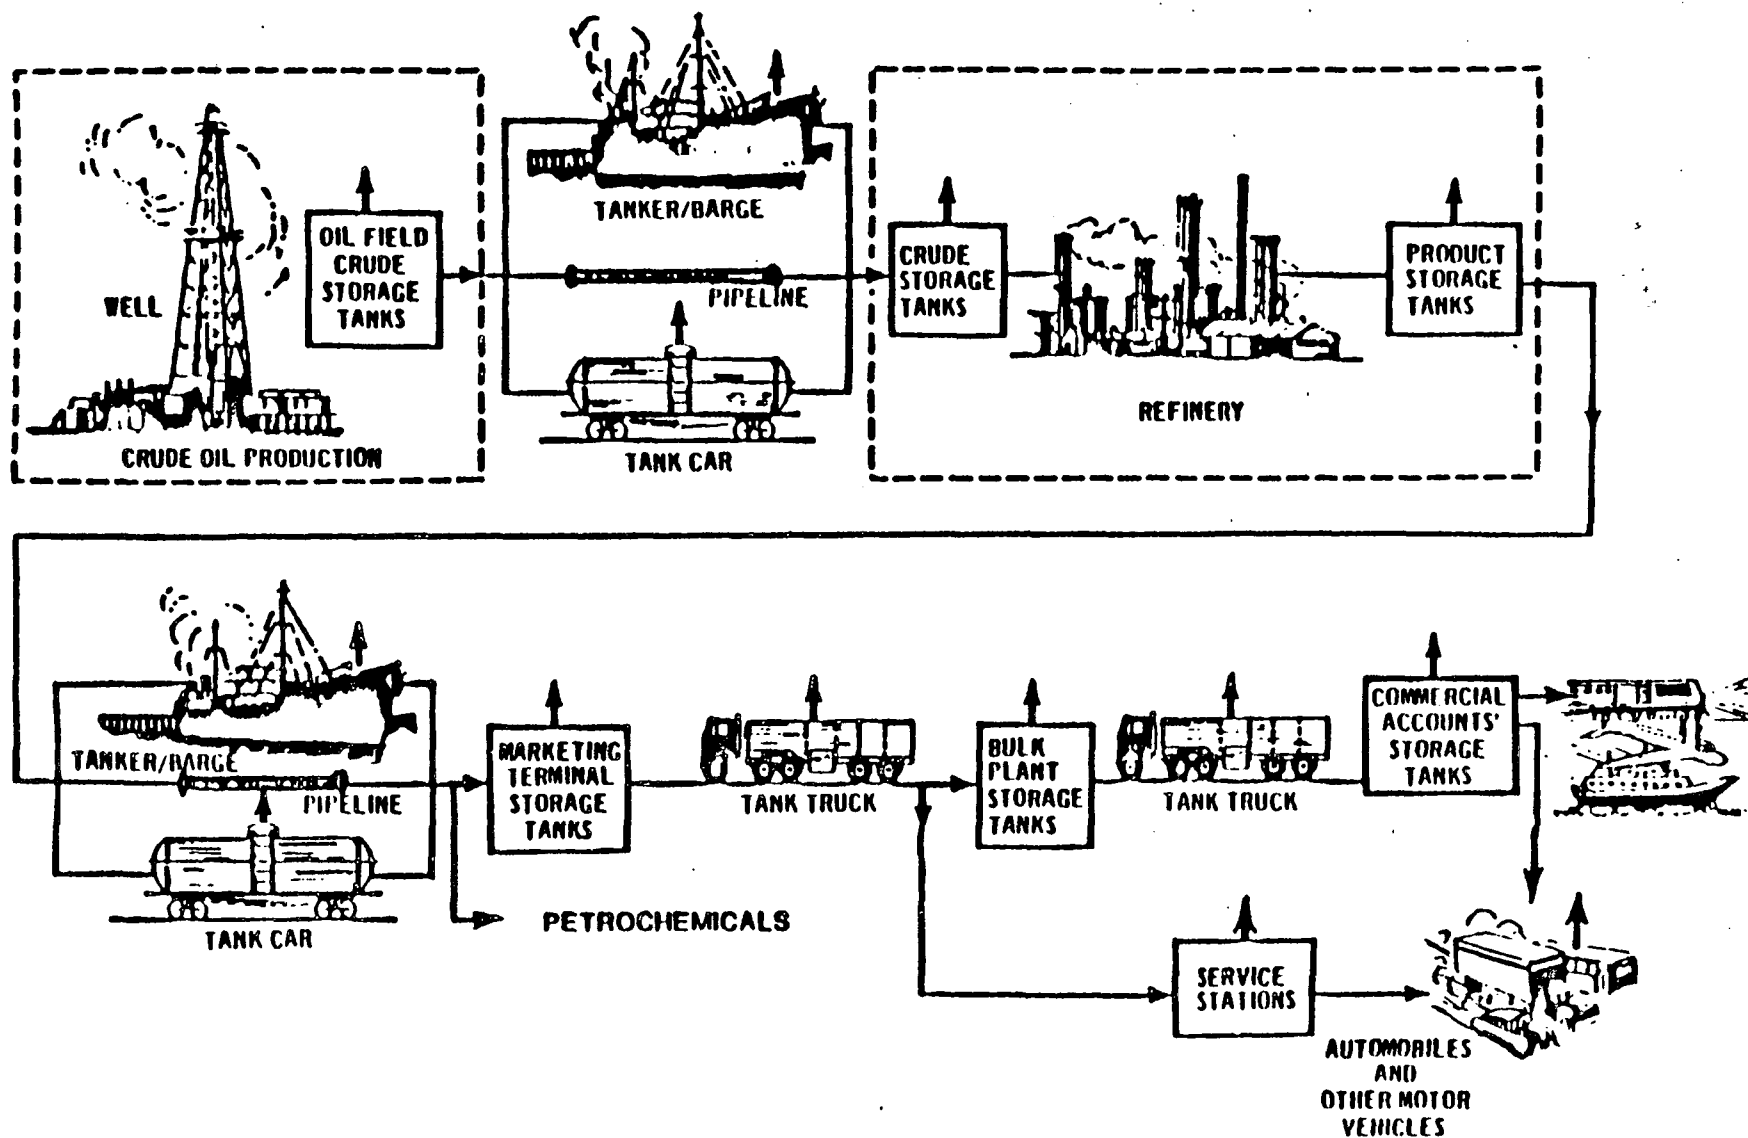 TANKER/BARGE
WELL
OIL FIELD
CRUDE
STORAGE
TANKS
PIPELINE
CRUDE
STORAGE
TANKS
PRODUCT
STORAGE
TANKS
REFINERY
CRUDE OIL PRODUCTION
TANK CAR
TANKER/BARGE
PIPELINE
TANK CAR
MARKETING
TERMINAL
STORAGE
TANKS
PETROCHEMICALS
TANK TRUCK
BULK
PLANT
STORAGE
TANKS
TANK TRUCK
COMMERCIAL
ACCOUNTS'
STORAGE
TANKS
SERVICE
STATIONS
AUTOMOBILES
AND
OTHER MOTOR
VEHICLES